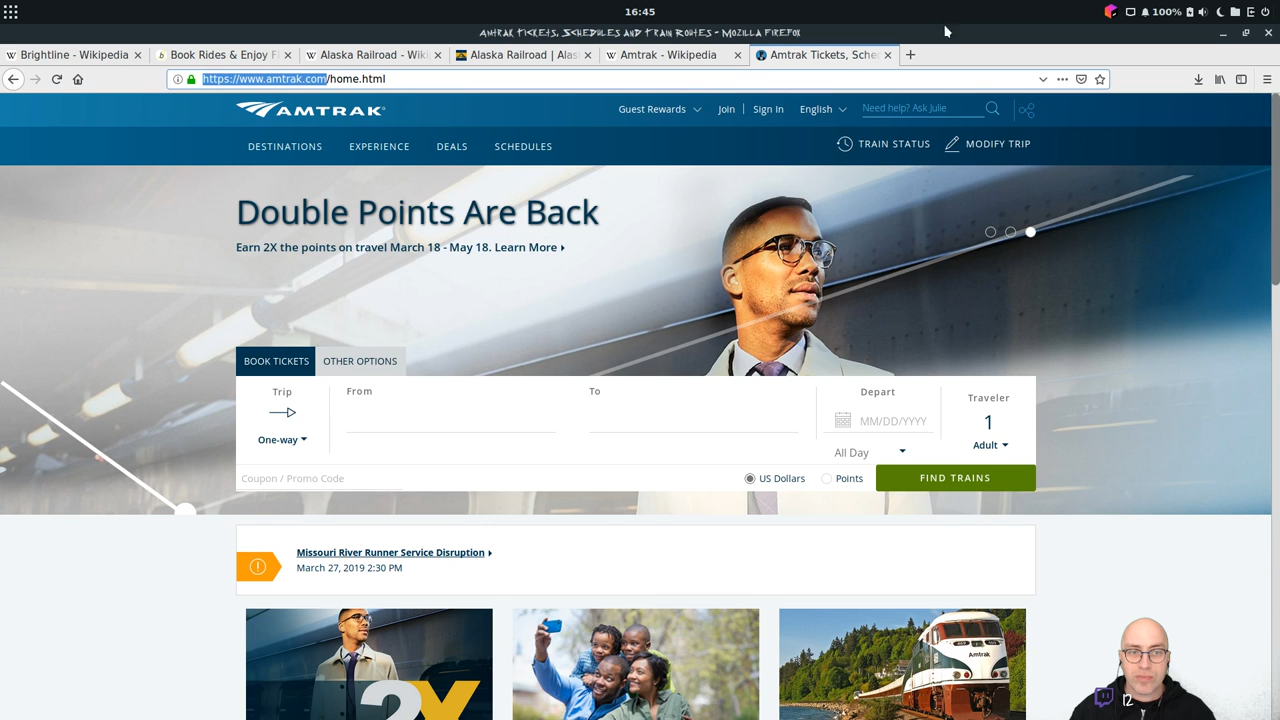 16:45
100%
Amtrak Tickets, Schedules and Train Routes - Mozilla Firefox
Brightline - Wikipedia
Book Rides & Enjoy F
Alaska Railroad - Wiki
Alaska Railroad | Alas
Amtrak - Wikipedia
Amtrak Tickets, Sche
https://www.amtrak.com/home.html
AMTRAK
Guest Rewards
Join
Sign In
English
Need help? Ask Julie
DESTINATIONS
EXPERIENCE
DEALS
SCHEDULES
TRAIN STATUS
MODIFY TRIP
Double Points Are Back
Earn 2X the points on travel March 18 - May 18. Learn More
BOOK TICKETS
OTHER OPTIONS
Trip
From
To
Depart
Traveler
One-way
MM/DD/YYYY
All Day
1
Adult
Coupon / Promo Code
US Dollars
Points
FIND TRAINS
Missouri River Runner Service Disruption
March 27, 2019 2:30 PM
2X
Amtrak
12